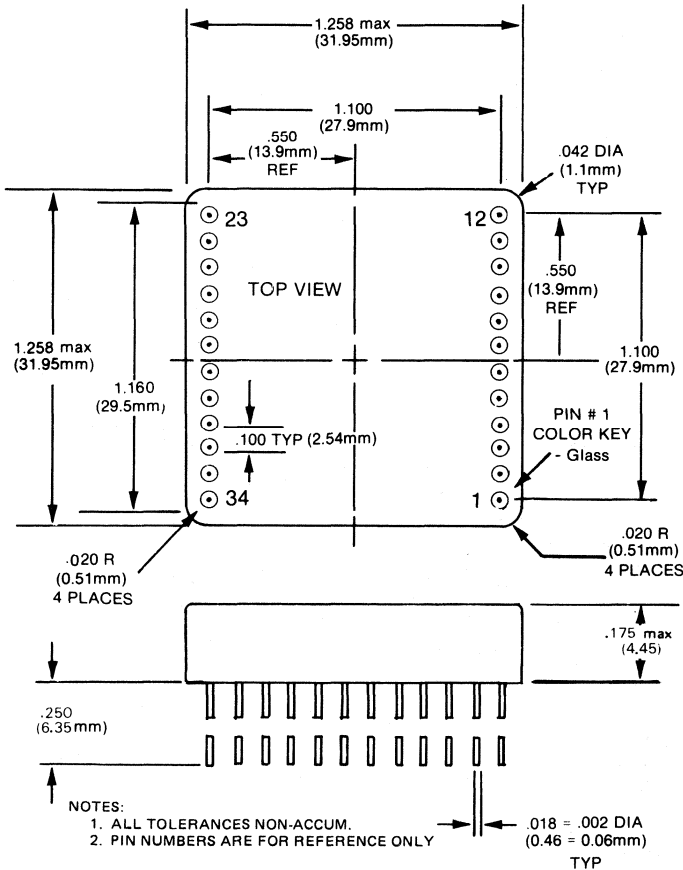 1.258 max
(31.95mm)
1.100
(27.9mm)
.550
(13.9mm)
REF
.042 DIA
(1.1mm)
TYP
23
12
TOP VIEW
.550
(13.9mm)
REF
1.258 max
(31.95mm)
1.160
(29.5mm)
1.100
(27.9mm)
.100 TYP (2.54mm)
PIN # 1
COLOR KEY
- Glass
34
1
.020 R
(0.51mm)
4 PLACES
.020 R
(0.51mm)
4 PLACES
.175 max
(4.45)
.250
(6.35mm)
NOTES:
1. ALL TOLERANCES NON-ACCUM.
2. PIN NUMBERS ARE FOR REFERENCE ONLY
.018 = .002 DIA
(0.46 = 0.06mm)
TYP